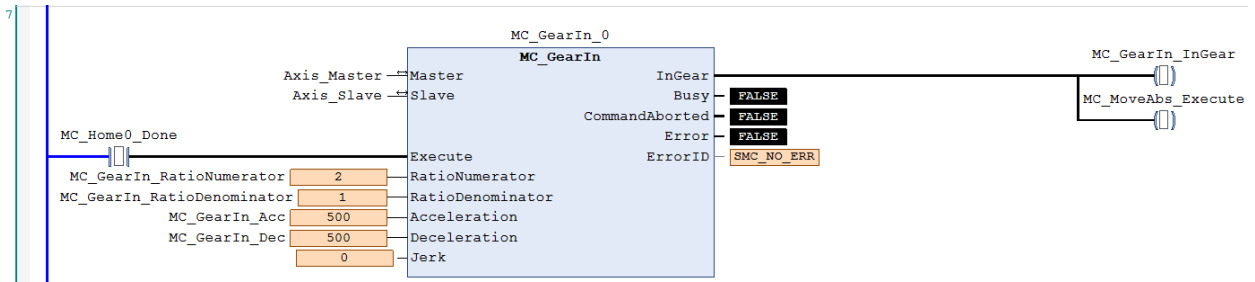 7
MC_GearIn_0
MC_GearIn
MC_GearIn_InGear
Axis_Master Master InGear
Axis_Slave Slave Busy FALSE
MC_MoveAbs_Execute
CommandAborted FALSE
MC_Home0_Done Error FALSE
Execute ErrorID SMC_NO_ERR
MC_GearIn_RatioNumerator 2 RatioNumerator
MC_GearIn_RatioDenominator 1 RatioDenominator
MC_GearIn_Acc 500 Acceleration
MC_GearIn_Dec 500 Deceleration
0 Jerk